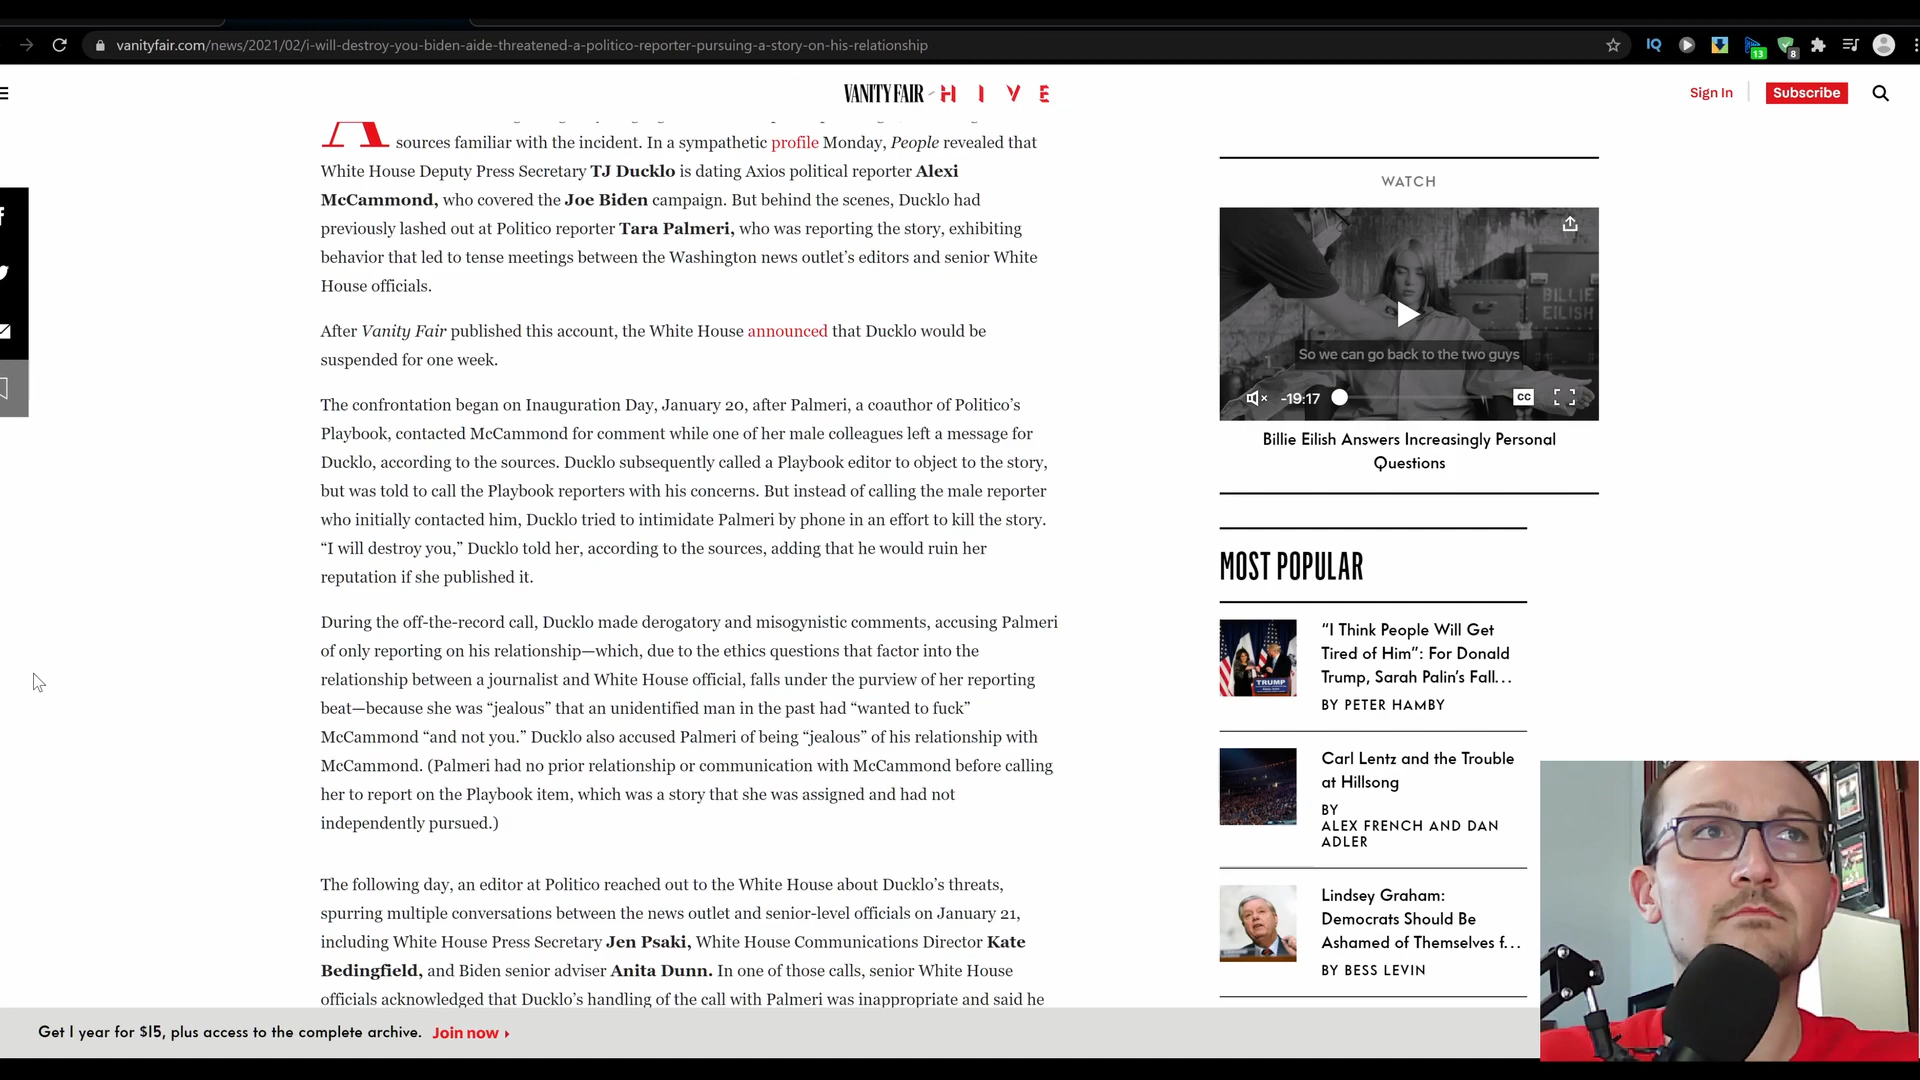 vanityfair.com/news/2021/02/i-will-destroy-you-biden-aide-threatened-a-politico-reporter-pursuing-a-story-on-his-relationship
IQ
13
8
VANITY FAIR HIVE
Sign In
Subscribe
A
sources familiar with the incident. In a sympathetic profile Monday, People revealed that
White House Deputy Press Secretary TJ Ducklo is dating Axios political reporter Alexi
McCammond, who covered the Joe Biden campaign. But behind the scenes, Ducklo had
previously lashed out at Politico reporter Tara Palmeri, who was reporting the story, exhibiting
behavior that led to tense meetings between the Washington news outlet’s editors and senior White
House officials.
After Vanity Fair published this account, the White House announced that Ducklo would be
suspended for one week.
The confrontation began on Inauguration Day, January 20, after Palmeri, a coauthor of Politico’s
Playbook, contacted McCammond for comment while one of her male colleagues left a message for
Ducklo, according to the sources. Ducklo subsequently called a Playbook editor to object to the story,
but was told to call the Playbook reporters with his concerns. But instead of calling the male reporter
who initially contacted him, Ducklo tried to intimidate Palmeri by phone in an effort to kill the story.
“I will destroy you,” Ducklo told her, according to the sources, adding that he would ruin her
reputation if she published it.
During the off-the-record call, Ducklo made derogatory and misogynistic comments, accusing Palmeri
of only reporting on his relationship—which, due to the ethics questions that factor into the
relationship between a journalist and White House official, falls under the purview of her reporting
beat—because she was “jealous” that an unidentified man in the past had “wanted to fuck”
McCammond “and not you.” Ducklo also accused Palmeri of being “jealous” of his relationship with
McCammond. (Palmeri had no prior relationship or communication with McCammond before calling
her to report on the Playbook item, which was a story that she was assigned and had not
independently pursued.)
The following day, an editor at Politico reached out to the White House about Ducklo’s threats,
spurring multiple conversations between the news outlet and senior-level officials on January 21,
including White House Press Secretary Jen Psaki, White House Communications Director Kate
Bedingfield, and Biden senior adviser Anita Dunn. In one of those calls, senior White House
officials acknowledged that Ducklo’s handling of the call with Palmeri was inappropriate and said he
WATCH
BILLIE
EILISH
So we can go back to the two guys
-19:17
CC
Billie Eilish Answers Increasingly Personal
Questions
MOST POPULAR
“I Think People Will Get
Tired of Him”: For Donald
Trump, Sarah Palin’s Fall...
BY PETER HAMBY
TRUMP
Carl Lentz and the Trouble
at Hillsong
BY
ALEX FRENCH AND DAN
ADLER
Lindsey Graham:
Democrats Should Be
Ashamed of Themselves f...
BY BESS LEVIN
Get 1 year for $15, plus access to the complete archive. Join now